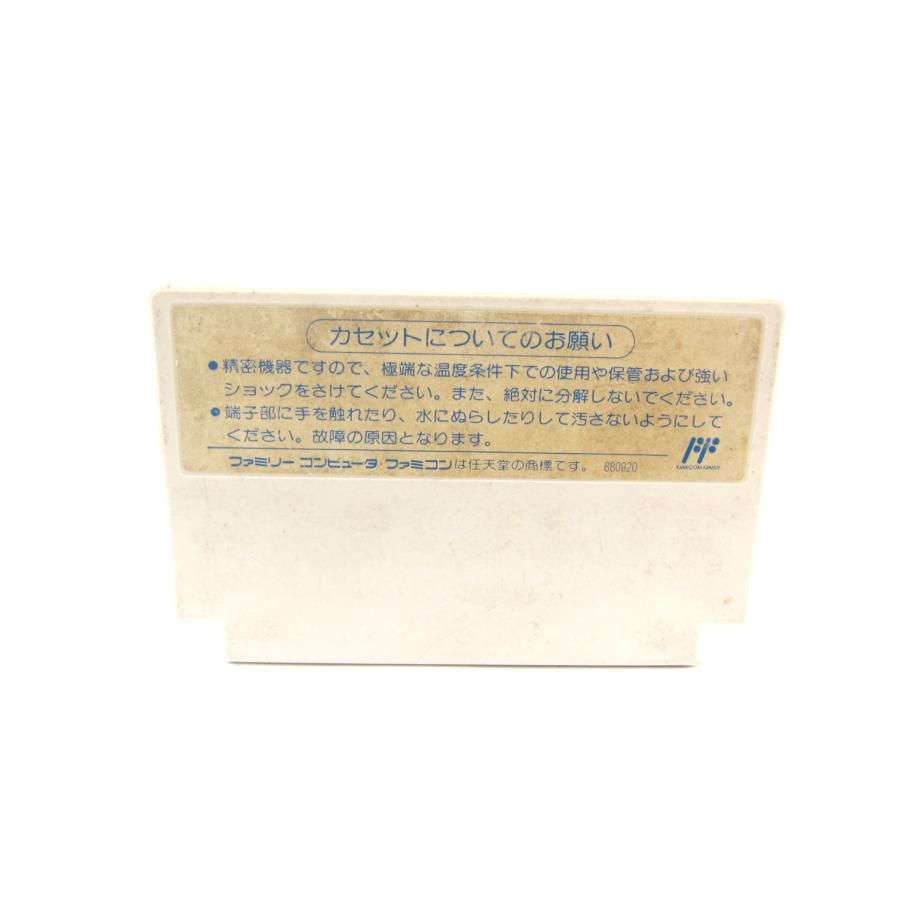 カセットについてのお願い
●精密機器ですので、極端な温度条件下での使用や保管および強い
ショックをさけてください。また、絶対に分解しないでください。
●端子部に手を触れたり、水にぬらしたりして汚さないようにして
ください。故障の原因となります。
ファミリー コンピュータ・ファミコンは任天堂の商標です。 880920
FAMICOM FAMILY